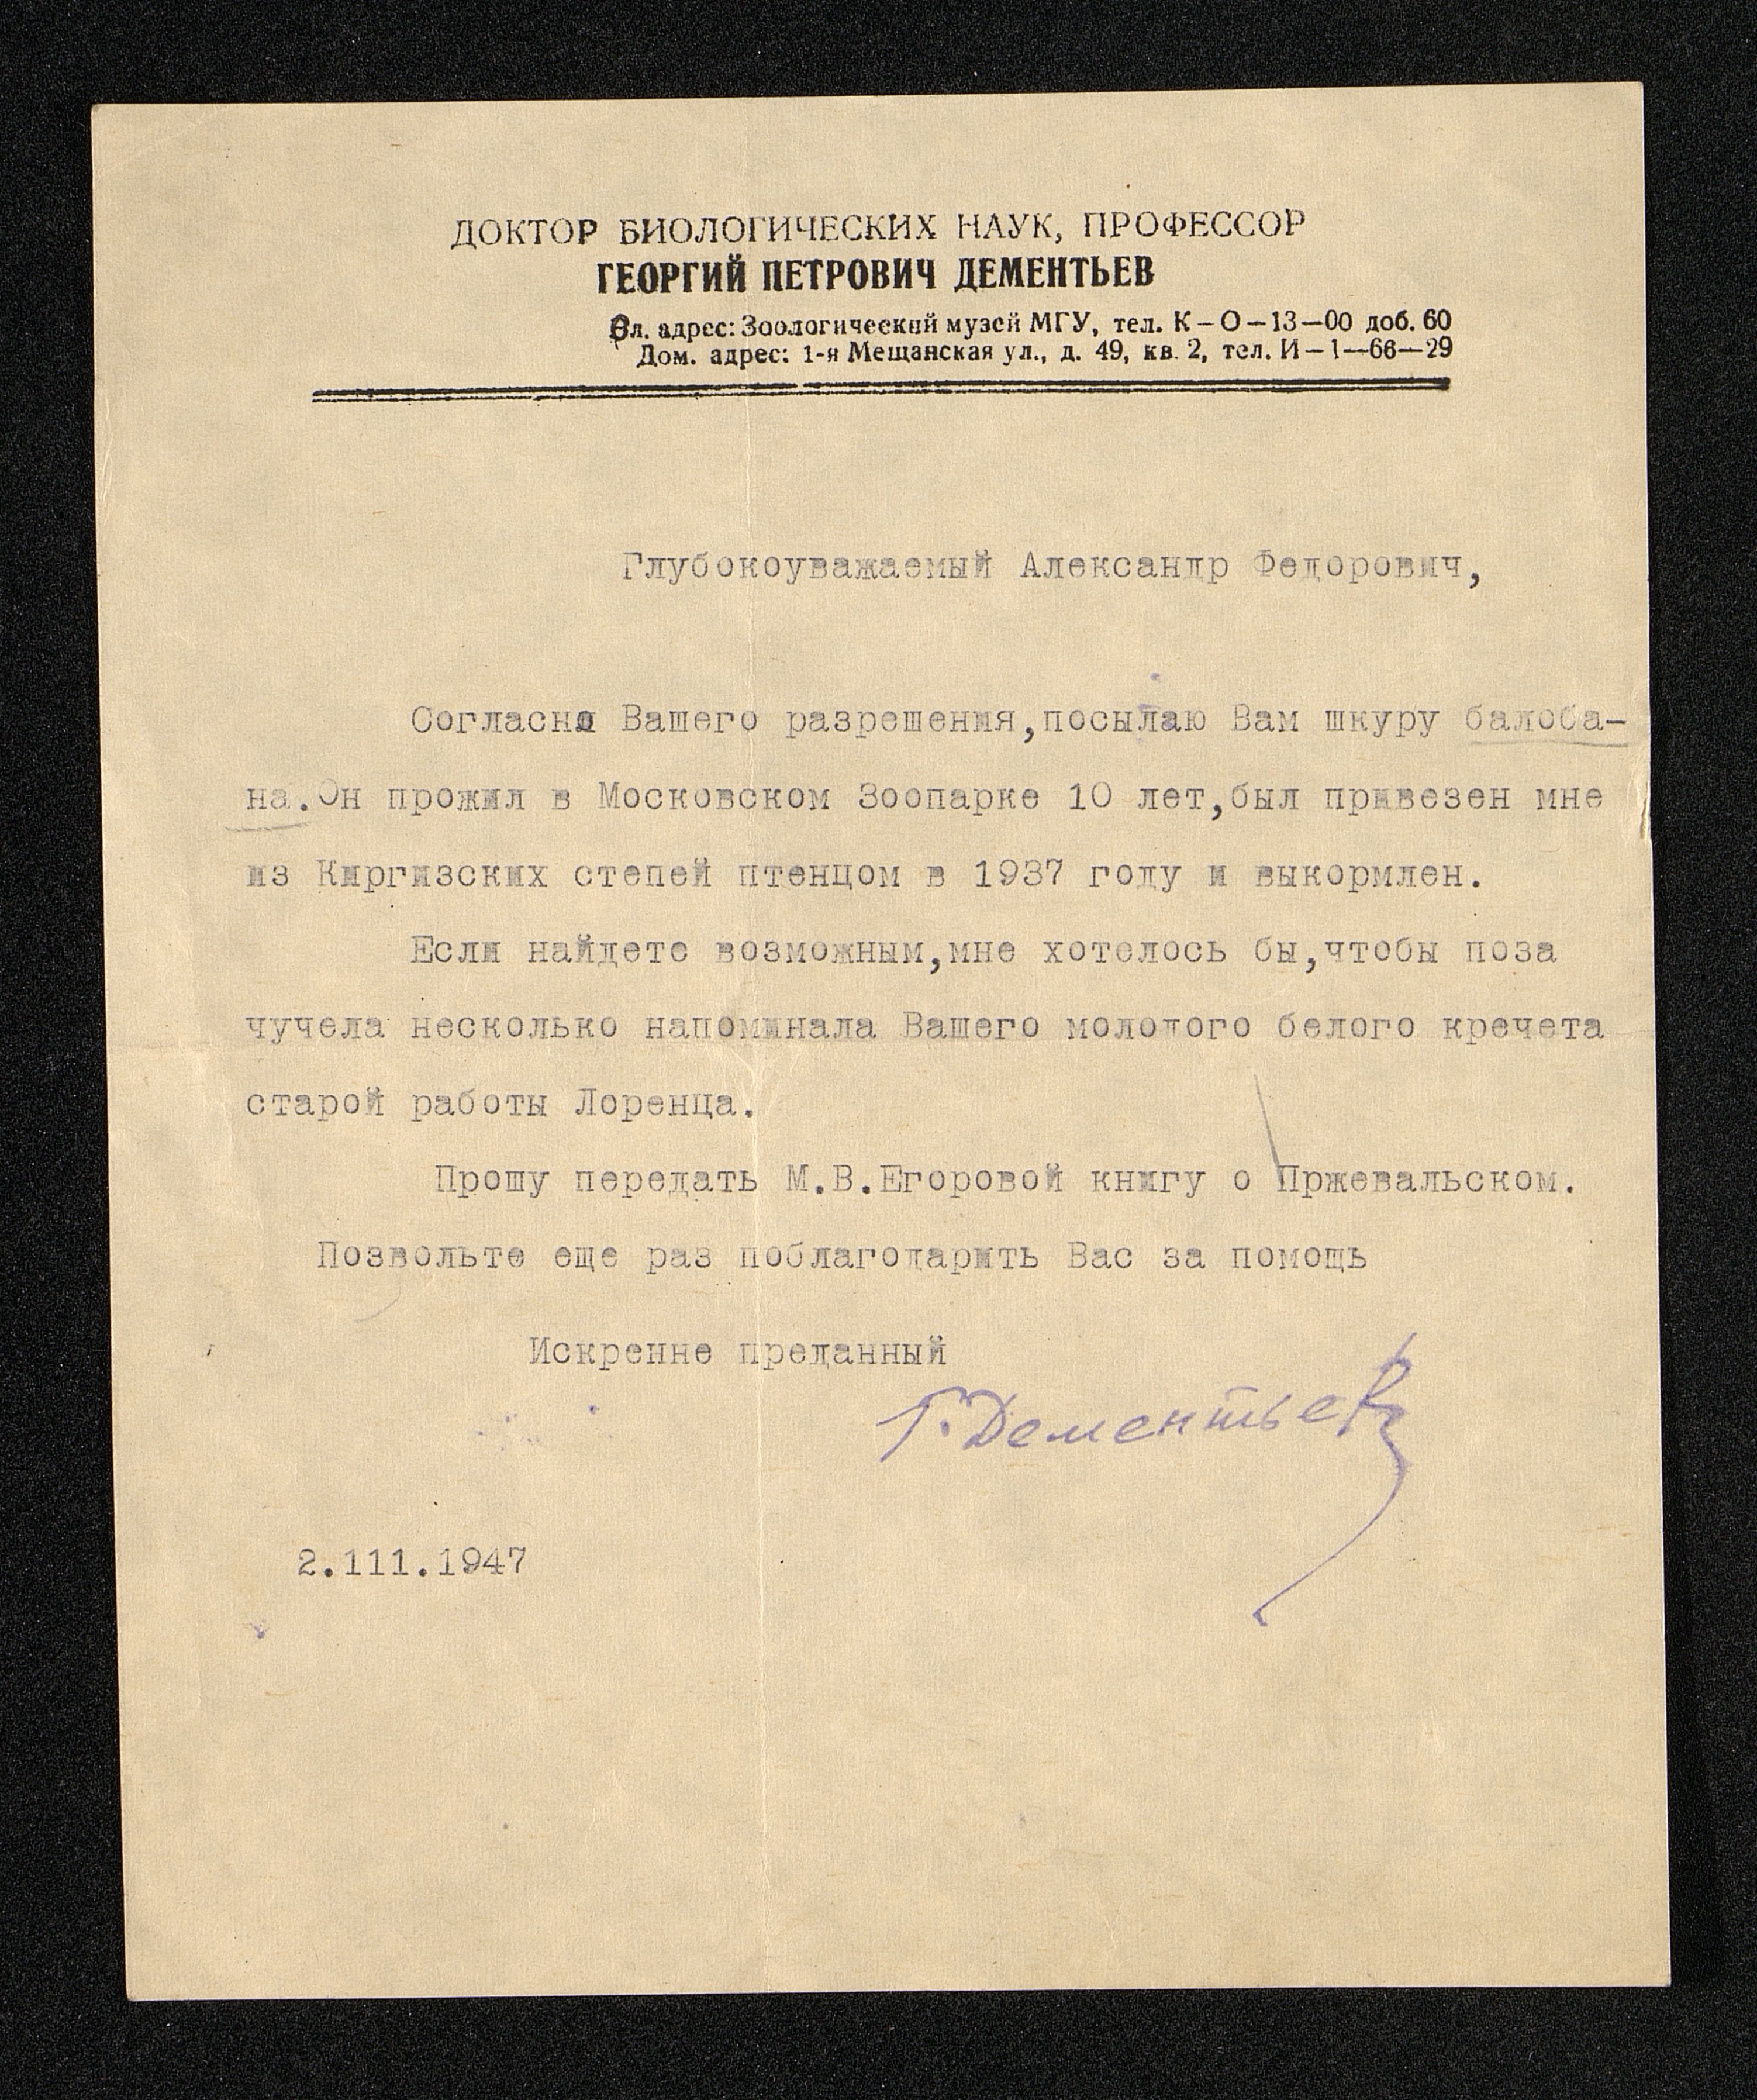 ДОКТОР БИОЛОГИЧЕСКИХ НАУК, ПРОФЕССОР
ГЕОРГИЙ ПЕТРОВИЧ ДЕМЕНТЬЕВ
Сл. адрес: Зоологический музей МГУ, тел. К—О—13—00 доб. 60
Дом. адрес: 1-я Мещанская ул., д. 49, кв. 2, тел. И—1—66—29
Глубокоуважаемый Александр Федорович,
Согласно Вашего разрешения,посылаю Вам шкуру балоба-
на.Он прожил в Московском Зоопарке 10 лет,был привезен мне
из Киргизских степей птенцом в 1937 году и выкормлен.
Если найдете возможным,мне хотелось бы,чтобы поза
чучела несколько напоминала Вашего молодого белого кречета
старой работы Лоренца.
Прошу передать М.В.Егоровой книгу о Пржевальском.
Позвольте еще раз поблагодарить Вас за помощь
Искренне преданный
Г. Дементьев
2.111.1947